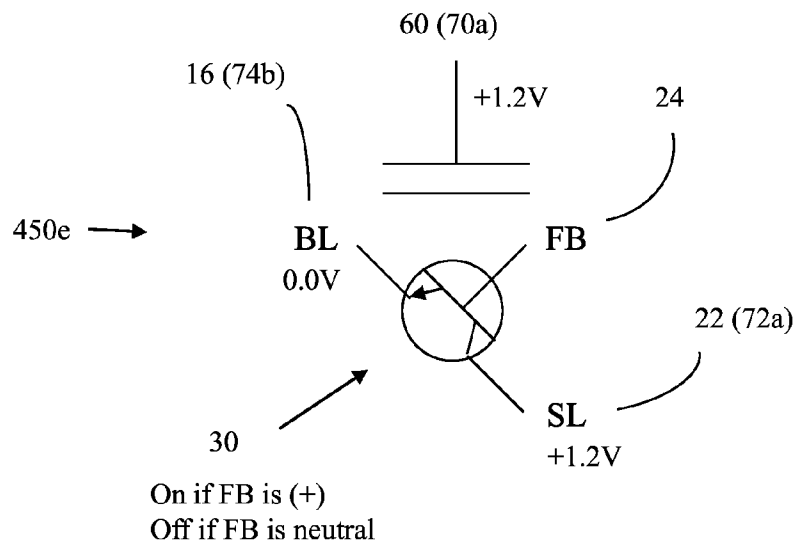 60 (70a)
16 (74b)
+1.2V
24
450e
BL
FB
0.0V
22 (72a)
SL
+1.2V
30
On if FB is (+)
Off if FB is neutral